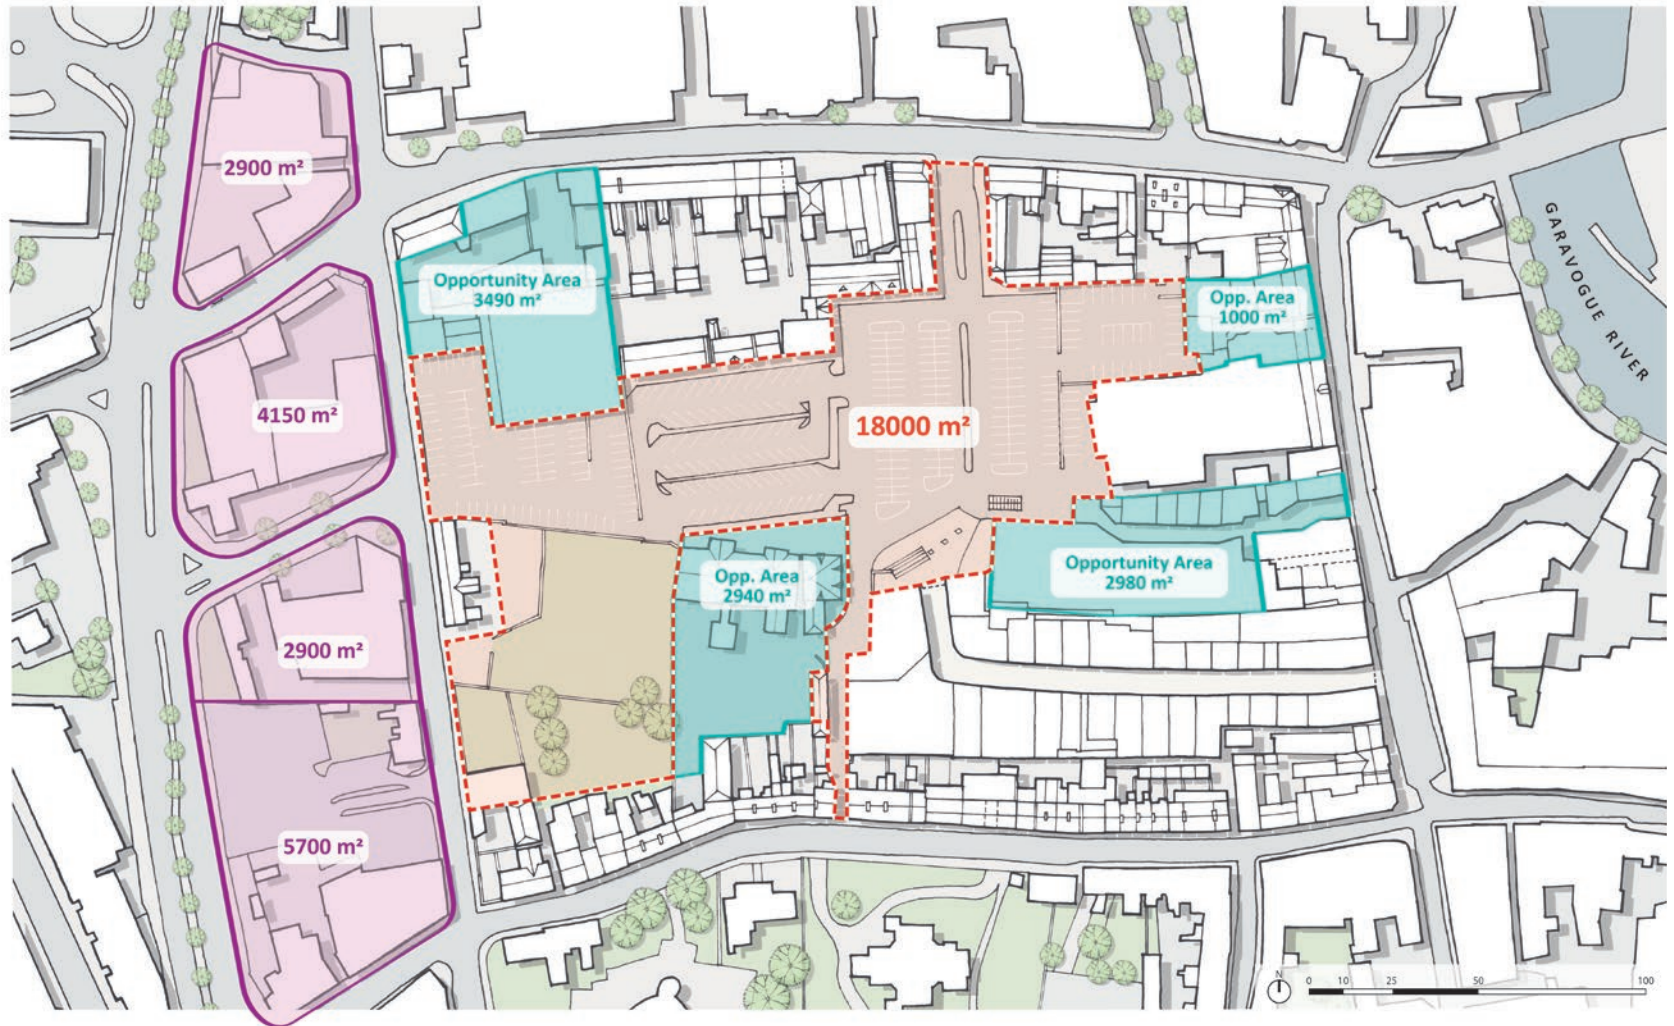 2900 m²
GARAVOGUE RIVER
Opportunity Area
3490 m²
Opp. Area
1000 m²
4150 m²
18000 m²
Opp. Area
2940 m²
Opportunity Area
2980 m²
2900 m²
5700 m²
N
0 10 25 50 100